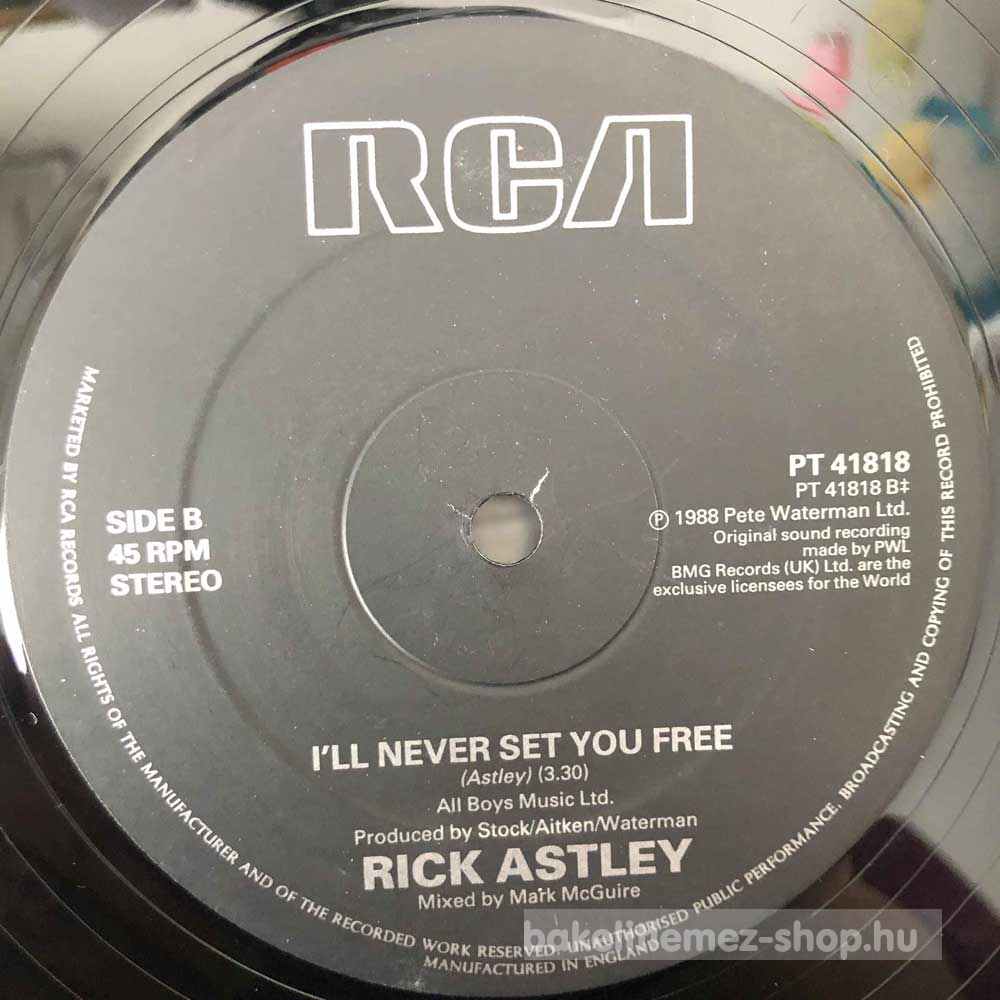 RCA
PT 41818
PT 41818 B‡
℗ 1988 Pete Waterman Ltd.
Original sound recording
made by PWL
BMG Records (UK) Ltd. are the
exclusive licensees for the World
SIDE B
45 RPM
STEREO
I'LL NEVER SET YOU FREE
(Astley) (3.30)
All Boys Music Ltd.
Produced by Stock/Aitken/Waterman
RICK ASTLEY
Mixed by Mark McGuire
MARKETED BY RCA RECORDS ALL RIGHTS OF THE MANUFACTURER AND OF THE RECORDED WORK RESERVED. UNAUTHORISED PUBLIC PERFORMANCE, BROADCASTING AND COPYING OF THIS RECORD PROHIBITED
MANUFACTURED IN ENGLAND
bakelitlemez-shop.hu